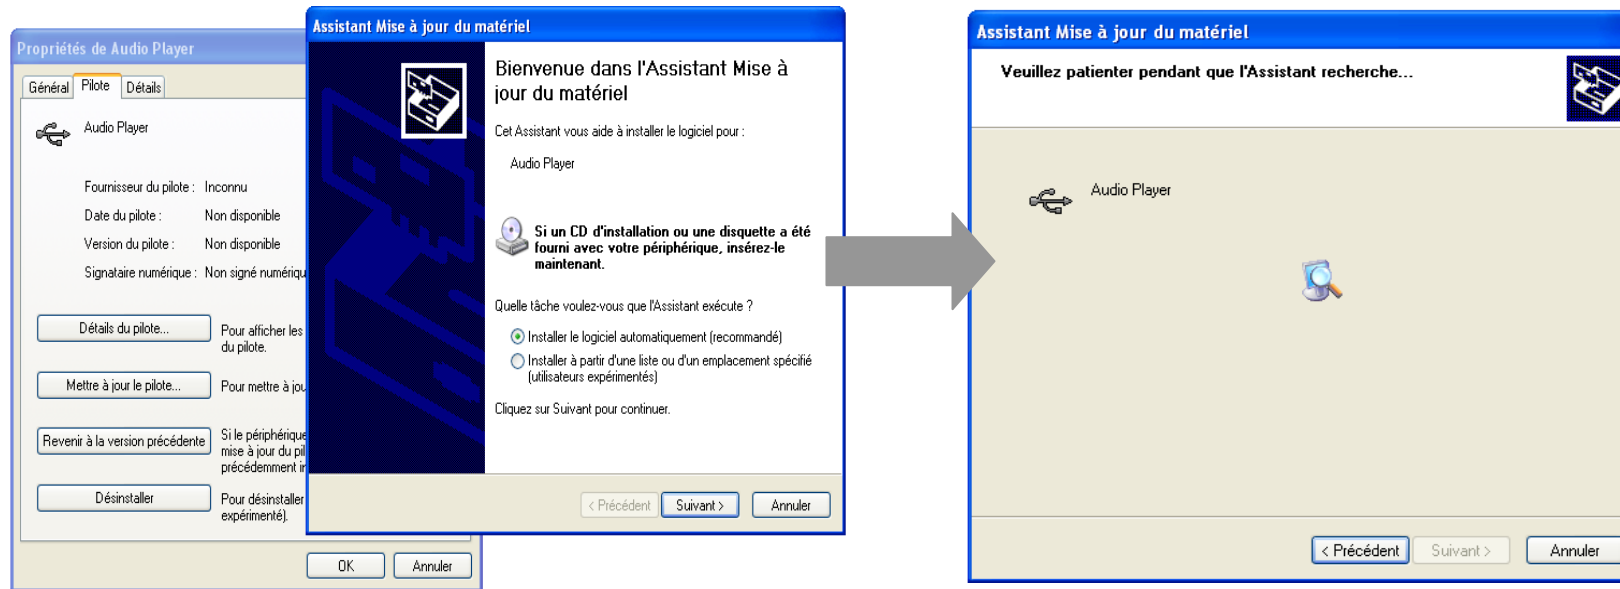 Propriétés de Audio Player
Général Pilote Détails
Audio Player
Fournisseur du pilote : Inconnu
Date du pilote : Non disponible
Version du pilote : Non disponible
Signataire numérique : Non signé numériqu
Détails du pilote...
Pour afficher les
du pilote.
Mettre à jour le pilote...
Pour mettre à jou
Revenir à la version précédente
Si le périphérique
mise à jour du pil
précédemment in
Désinstaller
Pour désinstaller
expérimenté).
OK Annuler
Assistant Mise à jour du matériel
Bienvenue dans l'Assistant Mise à
jour du matériel
Cet Assistant vous aide à installer le logiciel pour :
Audio Player
Si un CD d'installation ou une disquette a été
fourni avec votre périphérique, insérez-le
maintenant.
Quelle tâche voulez-vous que l'Assistant exécute ?
Installer le logiciel automatiquement (recommandé)
Installer à partir d'une liste ou d'un emplacement spécifié
(utilisateurs expérimentés)
Cliquez sur Suivant pour continuer.
< Précédent Suivant > Annuler
Assistant Mise à jour du matériel
Veuillez patienter pendant que l'Assistant recherche...
Audio Player
< Précédent Suivant > Annuler